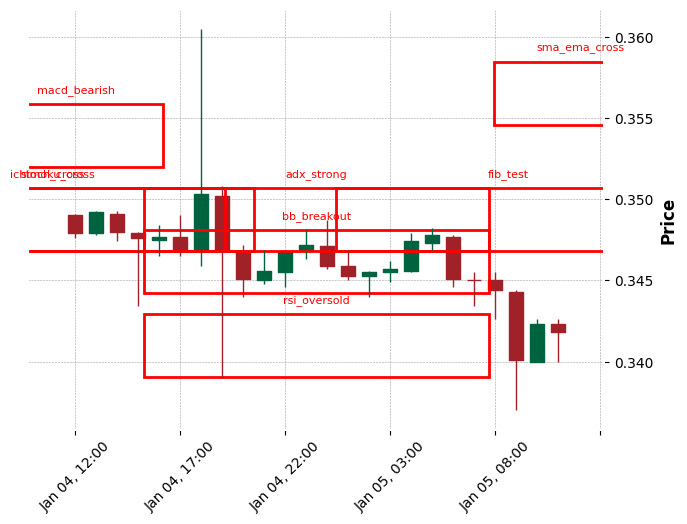 0.360
sma_ema_cross
macd_bearish
0.355
stoch_cross
adx_strong
fib_test
0.350
bb_breakout
Price
0.345
rsi_oversold
0.340
Jan 04, 12:00
Jan 04, 17:00
Jan 04, 22:00
Jan 05, 03:00
Jan 05, 08:00